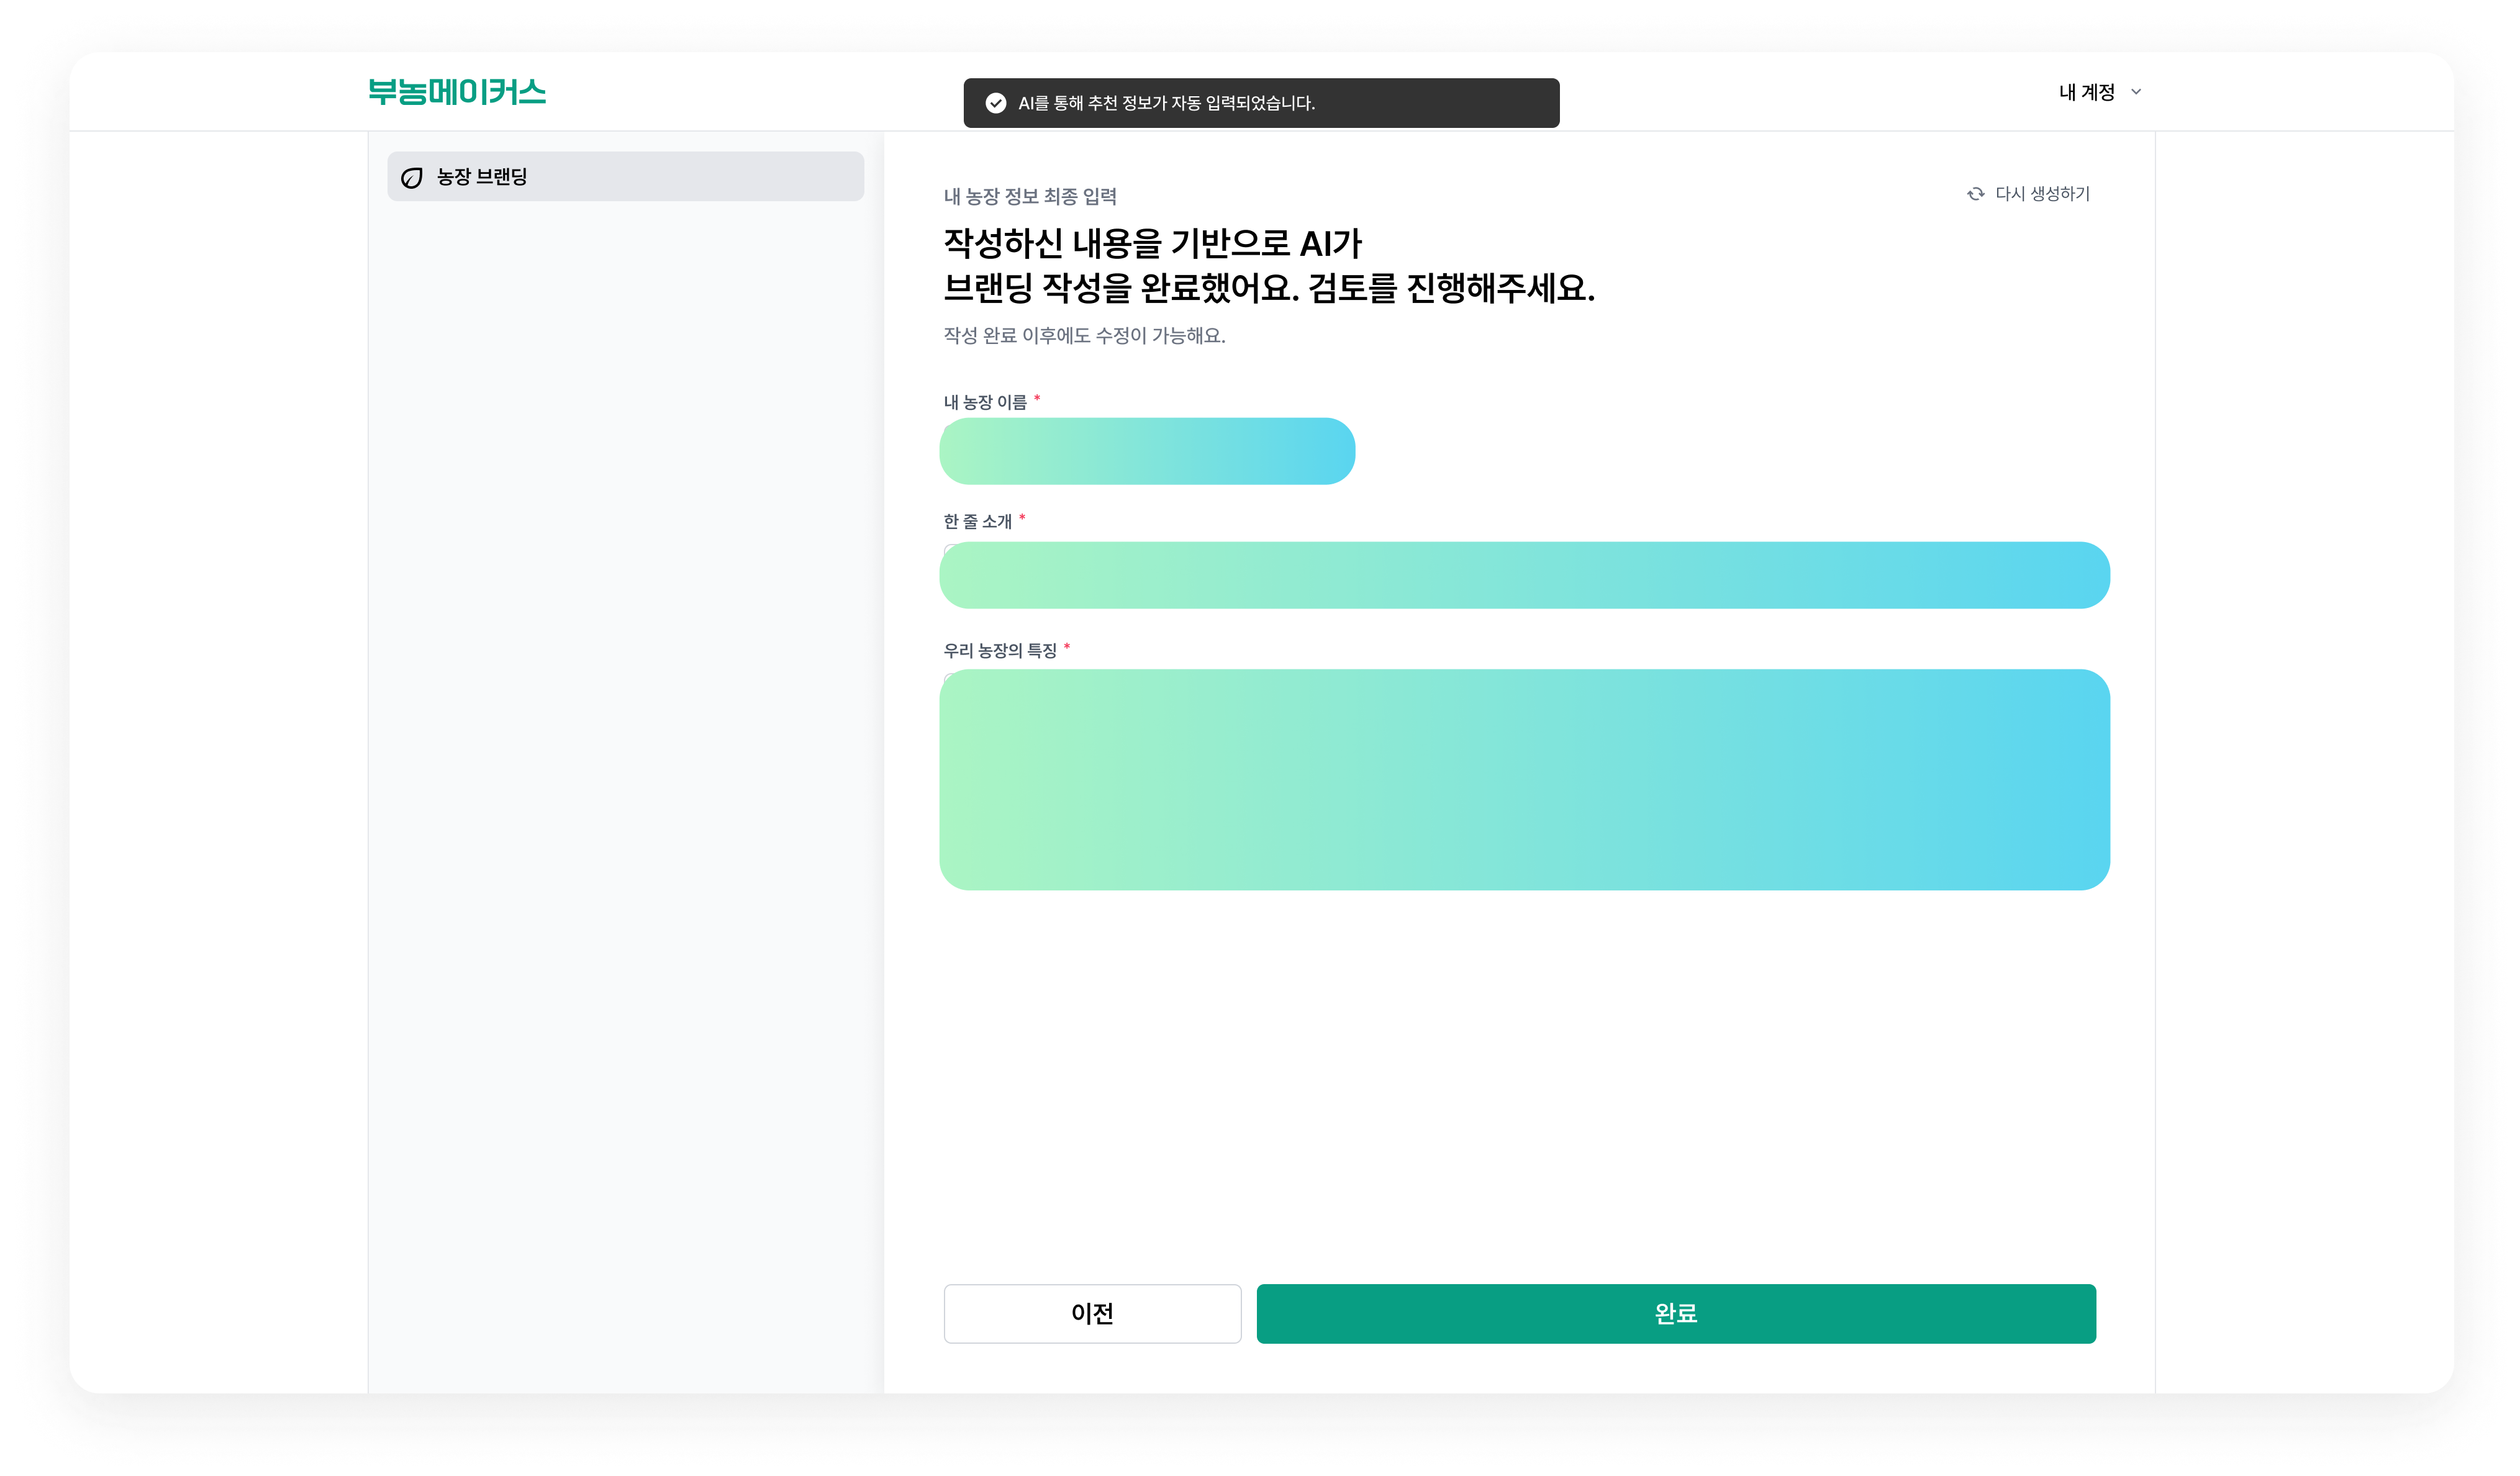 부농메이커스
AI를 통해 추천 정보가 자동 입력되었습니다.
내 계정
농장 브랜딩
내 농장 정보 최종 입력
다시 생성하기
작성하신 내용을 기반으로 AI가
브랜딩 작성을 완료했어요. 검토를 진행해주세요.
작성 완료 이후에도 수정이 가능해요.
내 농장 이름 *
한 줄 소개 *
우리 농장의 특징 *
이전
완료